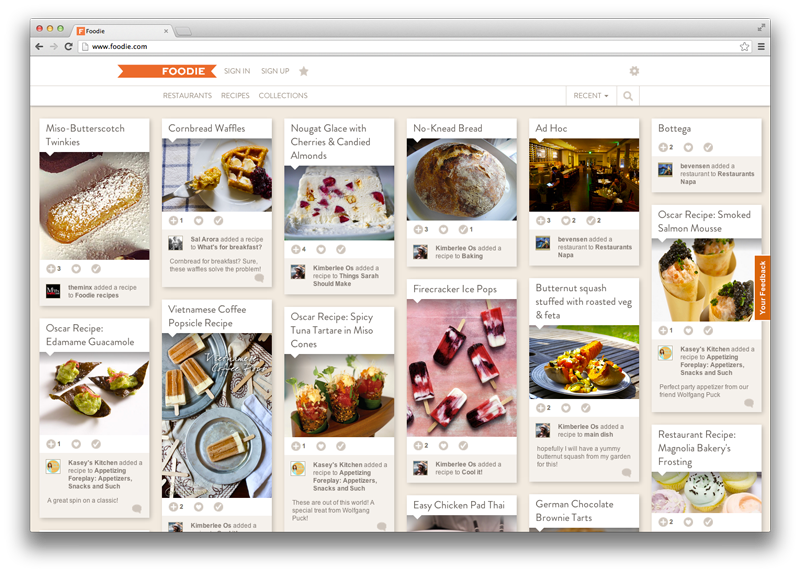 Foodie
www.foodie.com
FOODIE
SIGN IN
SIGN UP
RESTAURANTS
RECIPES
COLLECTIONS
RECENT
Miso-Butterscotch
Twinkies
3
theminx added a
recipe to Foodie recipes
Oscar Recipe:
Edamame Guacamole
1
Kasey's Kitchen added a
recipe to Appetizing
Foreplay: Appetizers,
Snacks and Such
A great spin on a classic!
Cornbread Waffles
1
Sal Arora added a recipe
to What's for breakfast?
Cornbread for breakfast? Sure,
these waffles solve the problem!
Vietnamese Coffee
Popsicle Recipe
Vietnamese
2
Kimberlee Os added a
Nougat Glace with
Cherries & Candied
Almonds
4
Kimberlee Os added a
recipe to Things Sarah
Should Make
Oscar Recipe: Spicy
Tuna Tartare in Miso
Cones
1
Kasey's Kitchen added a
recipe to Appetizing
Foreplay: Appetizers,
Snacks and Such
These are out of this world! A
special treat from Wolfgang
Puck!
No-Knead Bread
3
1
Kimberlee Os added a
recipe to Baking
Firecracker Ice Pops
2
Kimberlee Os added a
recipe to Cool it!
Easy Chicken Pad Thai
Ad Hoc
3
2
2
bevensen added a
restaurant to Restaurants
Napa
Butternut squash
stuffed with roasted veg
& feta
2
Kimberlee Os added a
recipe to main dish
hopefully I will have a yummy
butternut squash from my garden
for this!
German Chocolate
Brownie Tarts
Bottega
2
bevensen added a
restaurant to Restaurants
Napa
Oscar Recipe: Smoked
Salmon Mousse
1
Kasey's Kitchen added a
recipe to Appetizing
Foreplay: Appetizers,
Snacks and Such
Perfect party appetizer from our
friend Wolfgang Puck
Restaurant Recipe:
Magnolia Bakery's
Frosting
2
Your Feedback